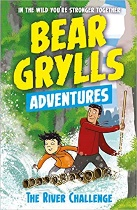 IN THE WILD YOU'RE STRONGER TOGETHER
BEAR
GRYLLS
ADVENTURES
THE RIVER CHALLENGE